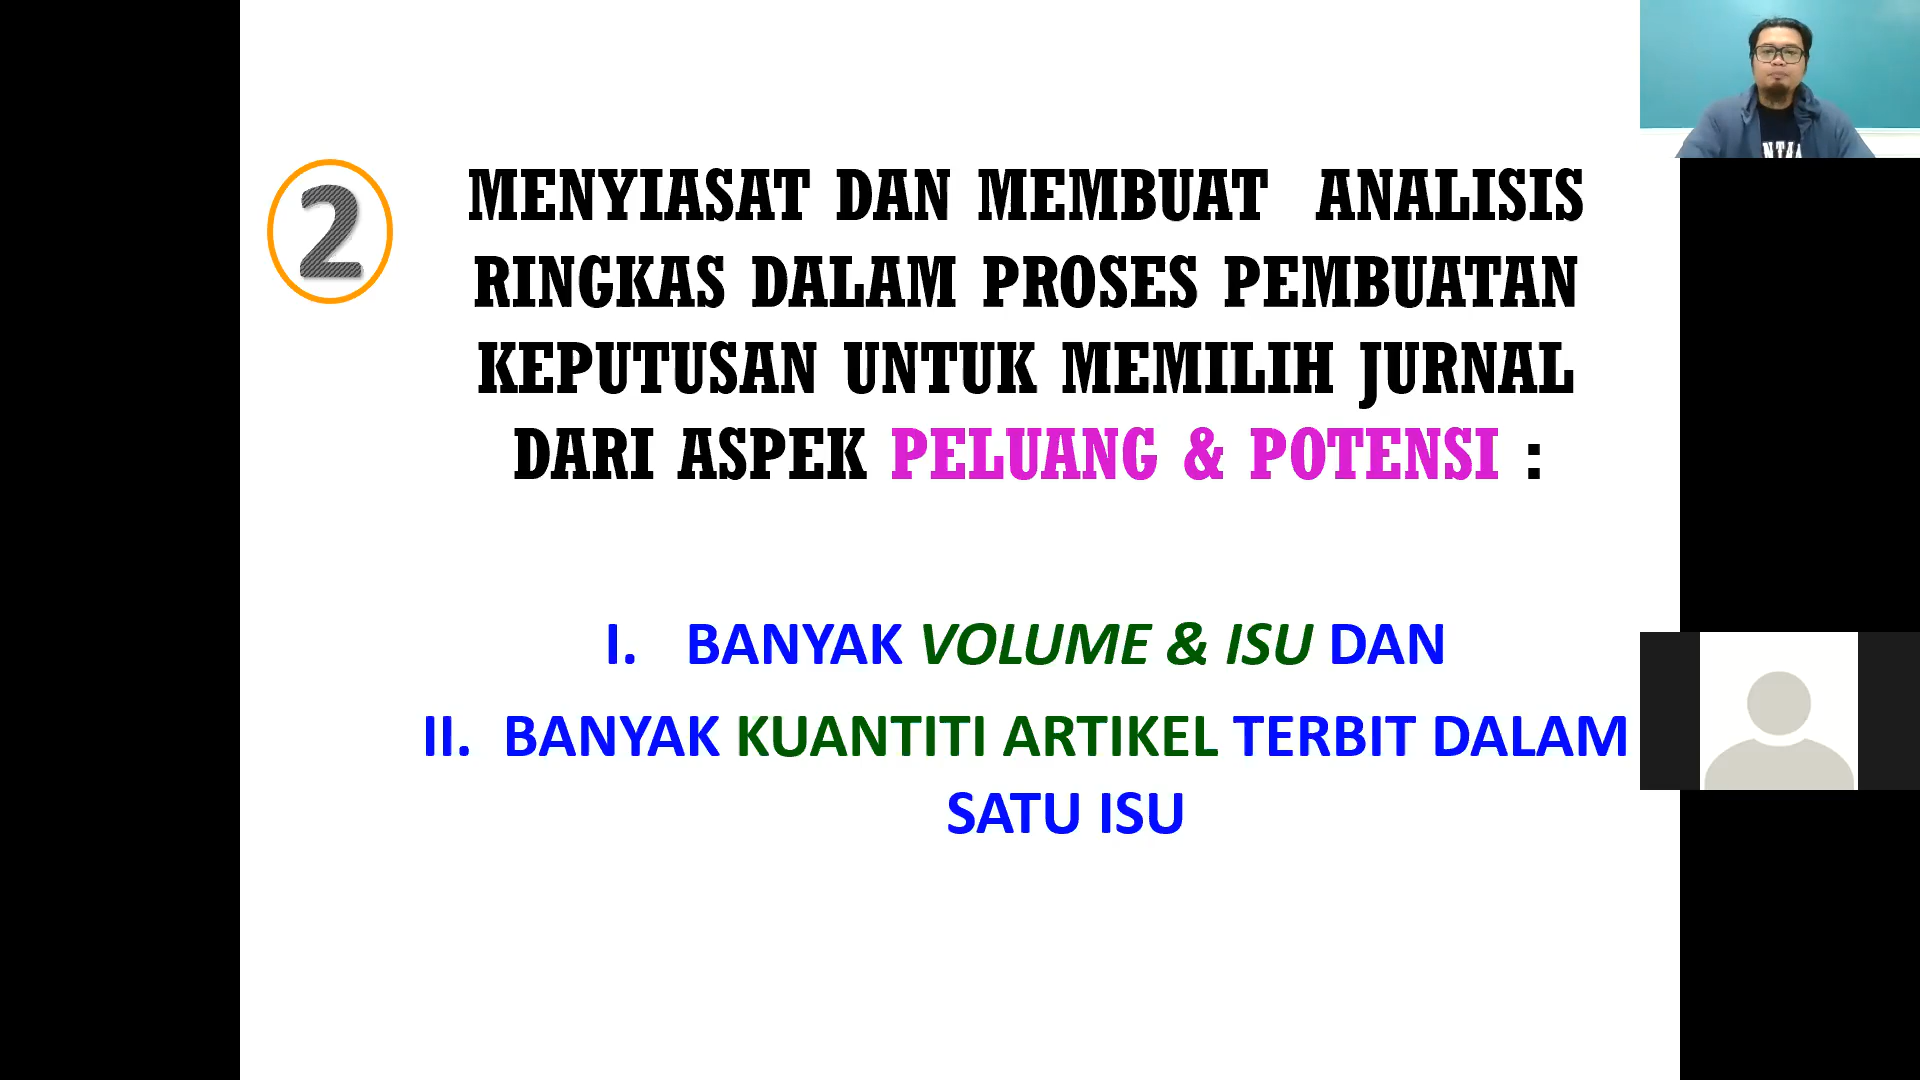 2
MENYIASAT DAN MEMBUAT ANALISIS
RINGKAS DALAM PROSES PEMBUATAN
KEPUTUSAN UNTUK MEMILIH JURNAL
DARI ASPEK PELUANG & POTENSI :
I. BANYAK VOLUME & ISU DAN
II. BANYAK KUANTITI ARTIKEL TERBIT DALAM
SATU ISU